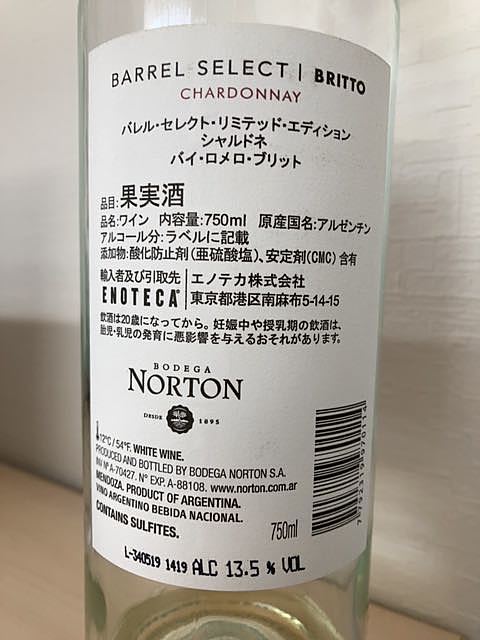 BARREL SELECT | BRITTO
CHARDONNAY
バレル・セレクト・リミテッド・エディション
シャルドネ
バイ・ロメロ・ブリット
品目:果実酒
品名:ワイン 内容量:750ml 原産国名:アルゼンチン
アルコール分:ラベルに記載
添加物:酸化防止剤(亜硫酸塩)、安定剤(CMC)含有
輸入者及び引取先 エノテカ株式会社
ENOTECA 東京都港区南麻布5-14-15
飲酒は20歳になってから。妊娠中や授乳期の飲酒は、
胎児・乳児の発育に悪影響を与えるおそれがあります。
BODEGA
NORTON
DESDE 1895
12°C / 54°F. WHITE WINE.
PRODUCED AND BOTTLED BY BODEGA NORTON S.A.
INV Nº A-70427. Nº EXP. A-88108. www.norton.com.ar
MENDOZA. PRODUCT OF ARGENTINA.
VINO ARGENTINO BEBIDA NACIONAL.
CONTAINS SULFITES.
750ml
L-340519 1419 ALC 13.5 % VOL